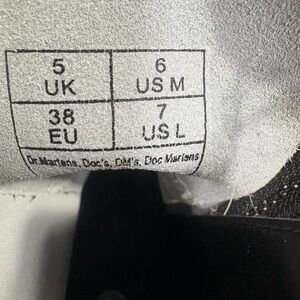 5 6
UK US M
38 7
EU US L
Dr.Martens, Doc's, DM's, Doc Martens